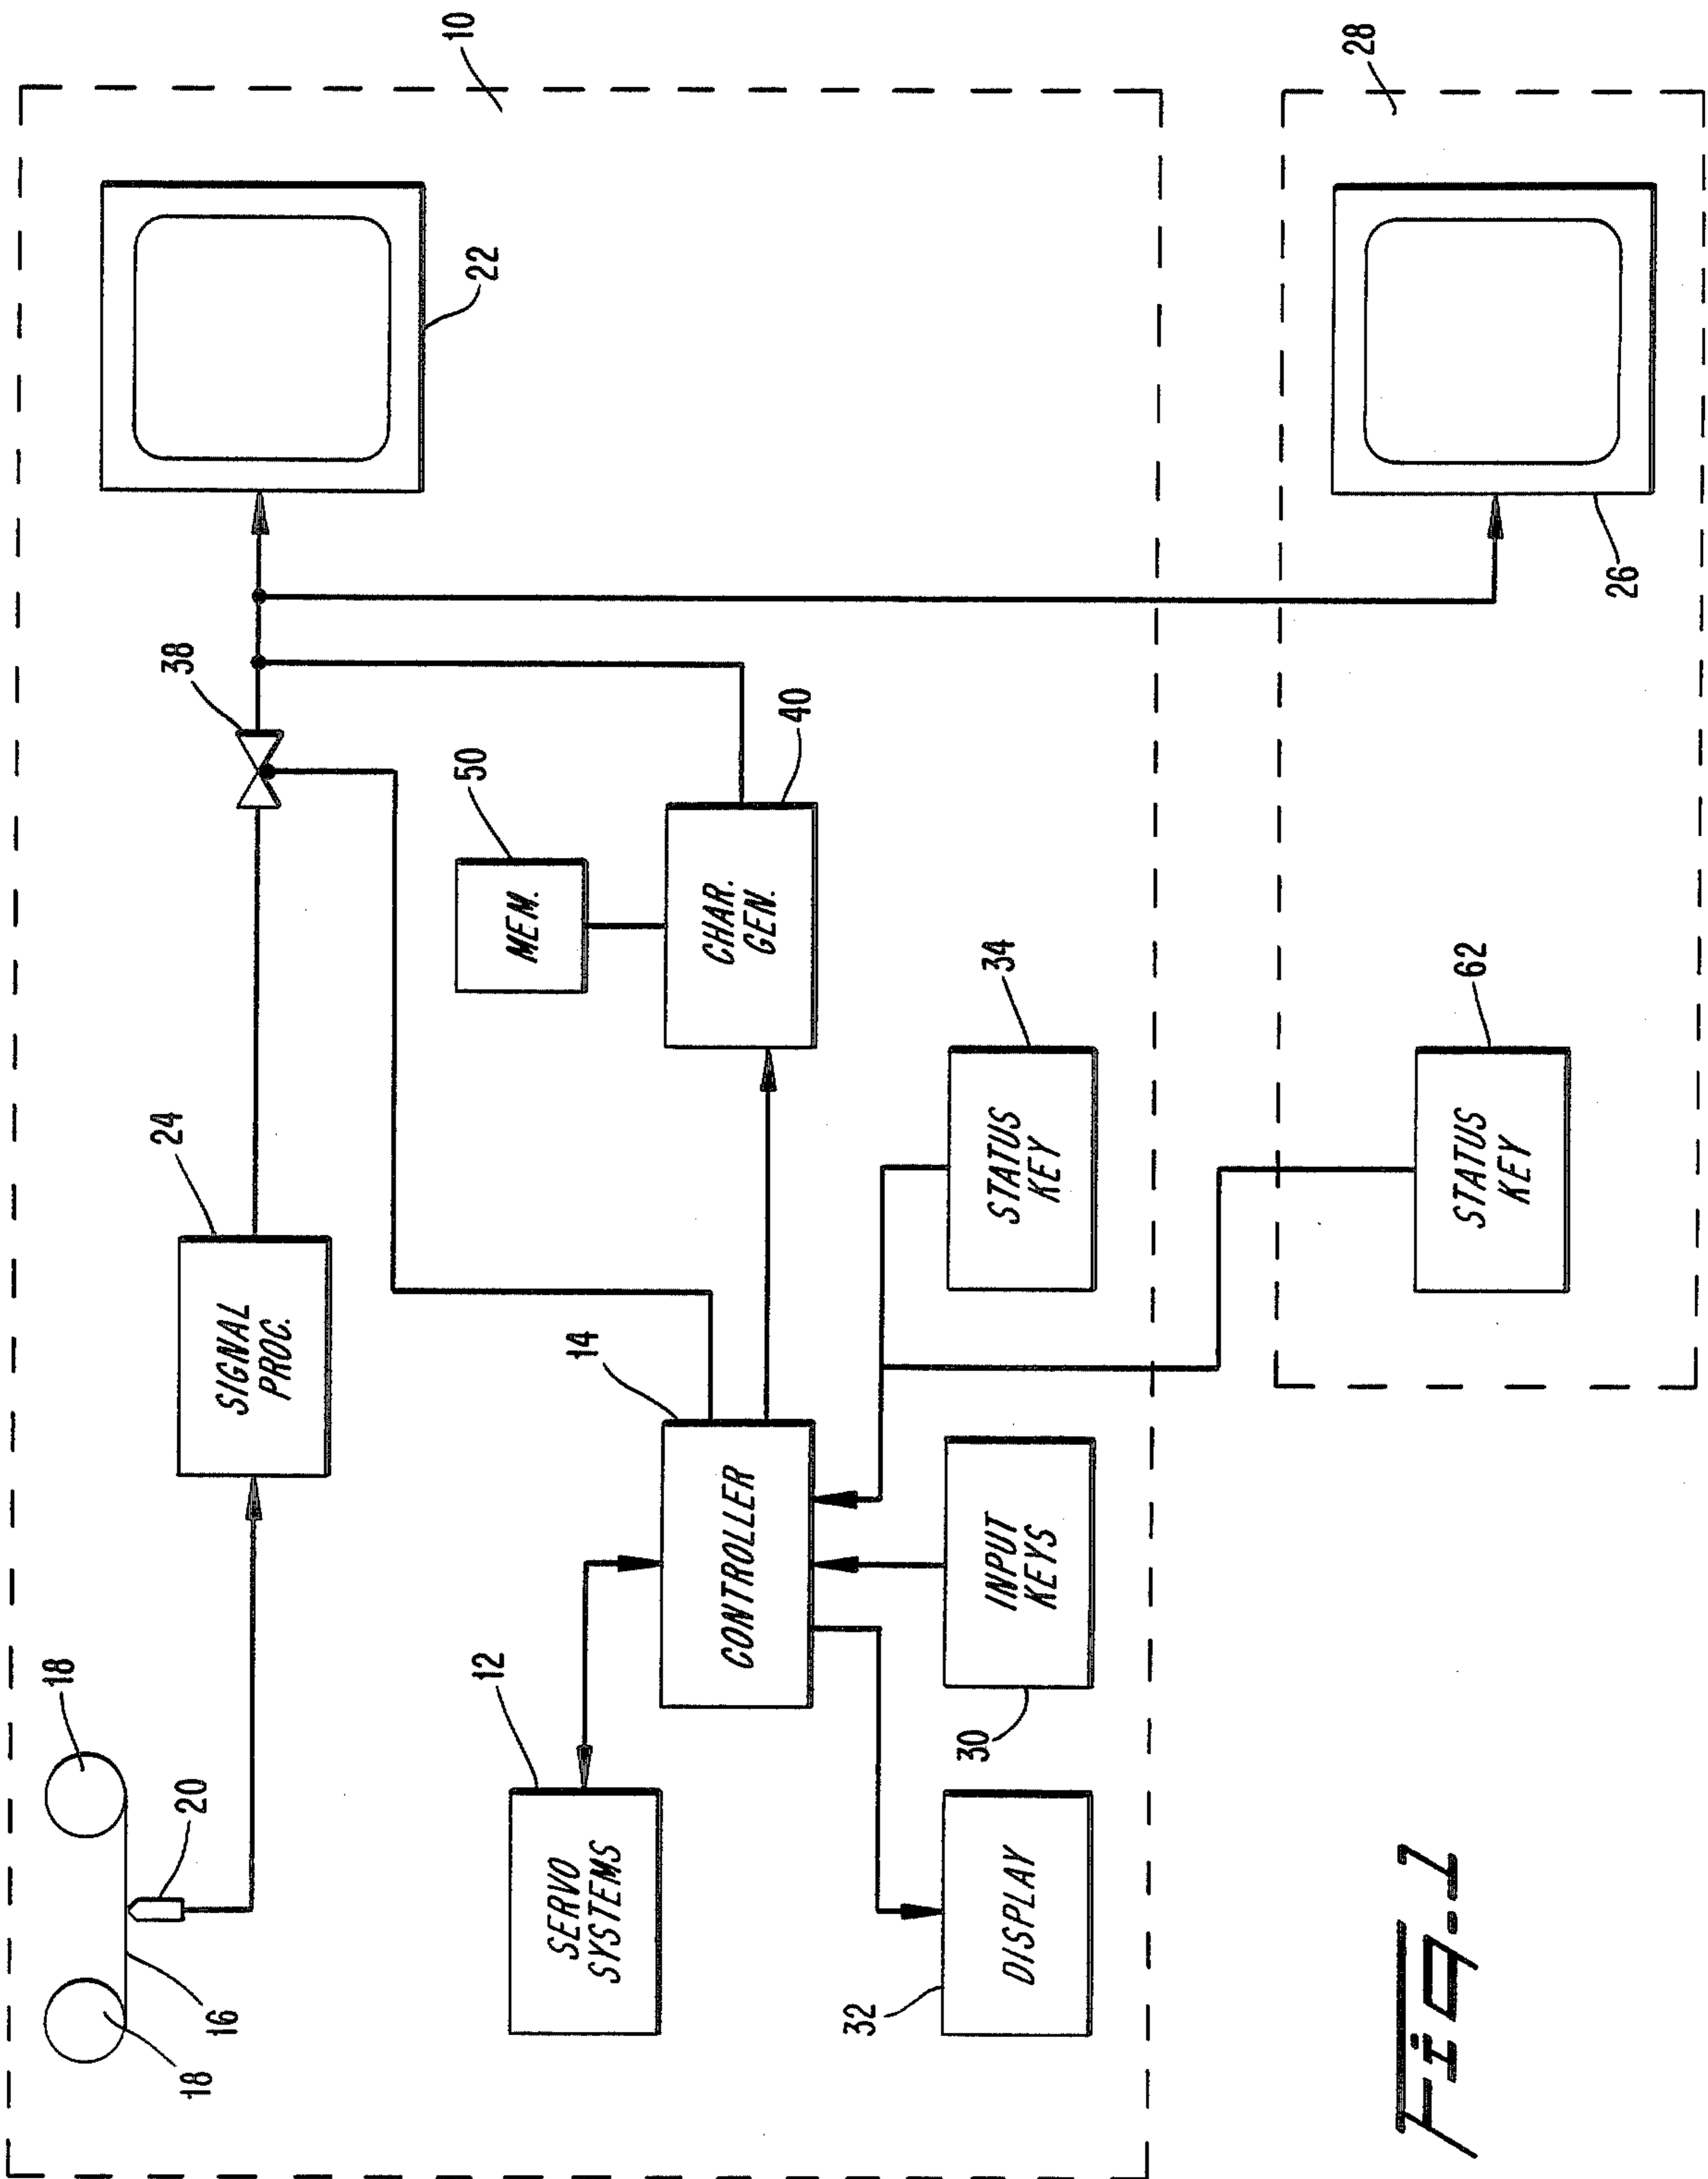 10
18
18
20
16
24
SIGNAL
PROC.
38
22
12
SERVO
SYSTEMS
14
CONTROLLER
50
MEM.
40
CHAR.
GEN.
32
DISPLAY
30
INPUT
KEYS
34
STATUS
KEY
28
62
STATUS
KEY
26
Fig. 1